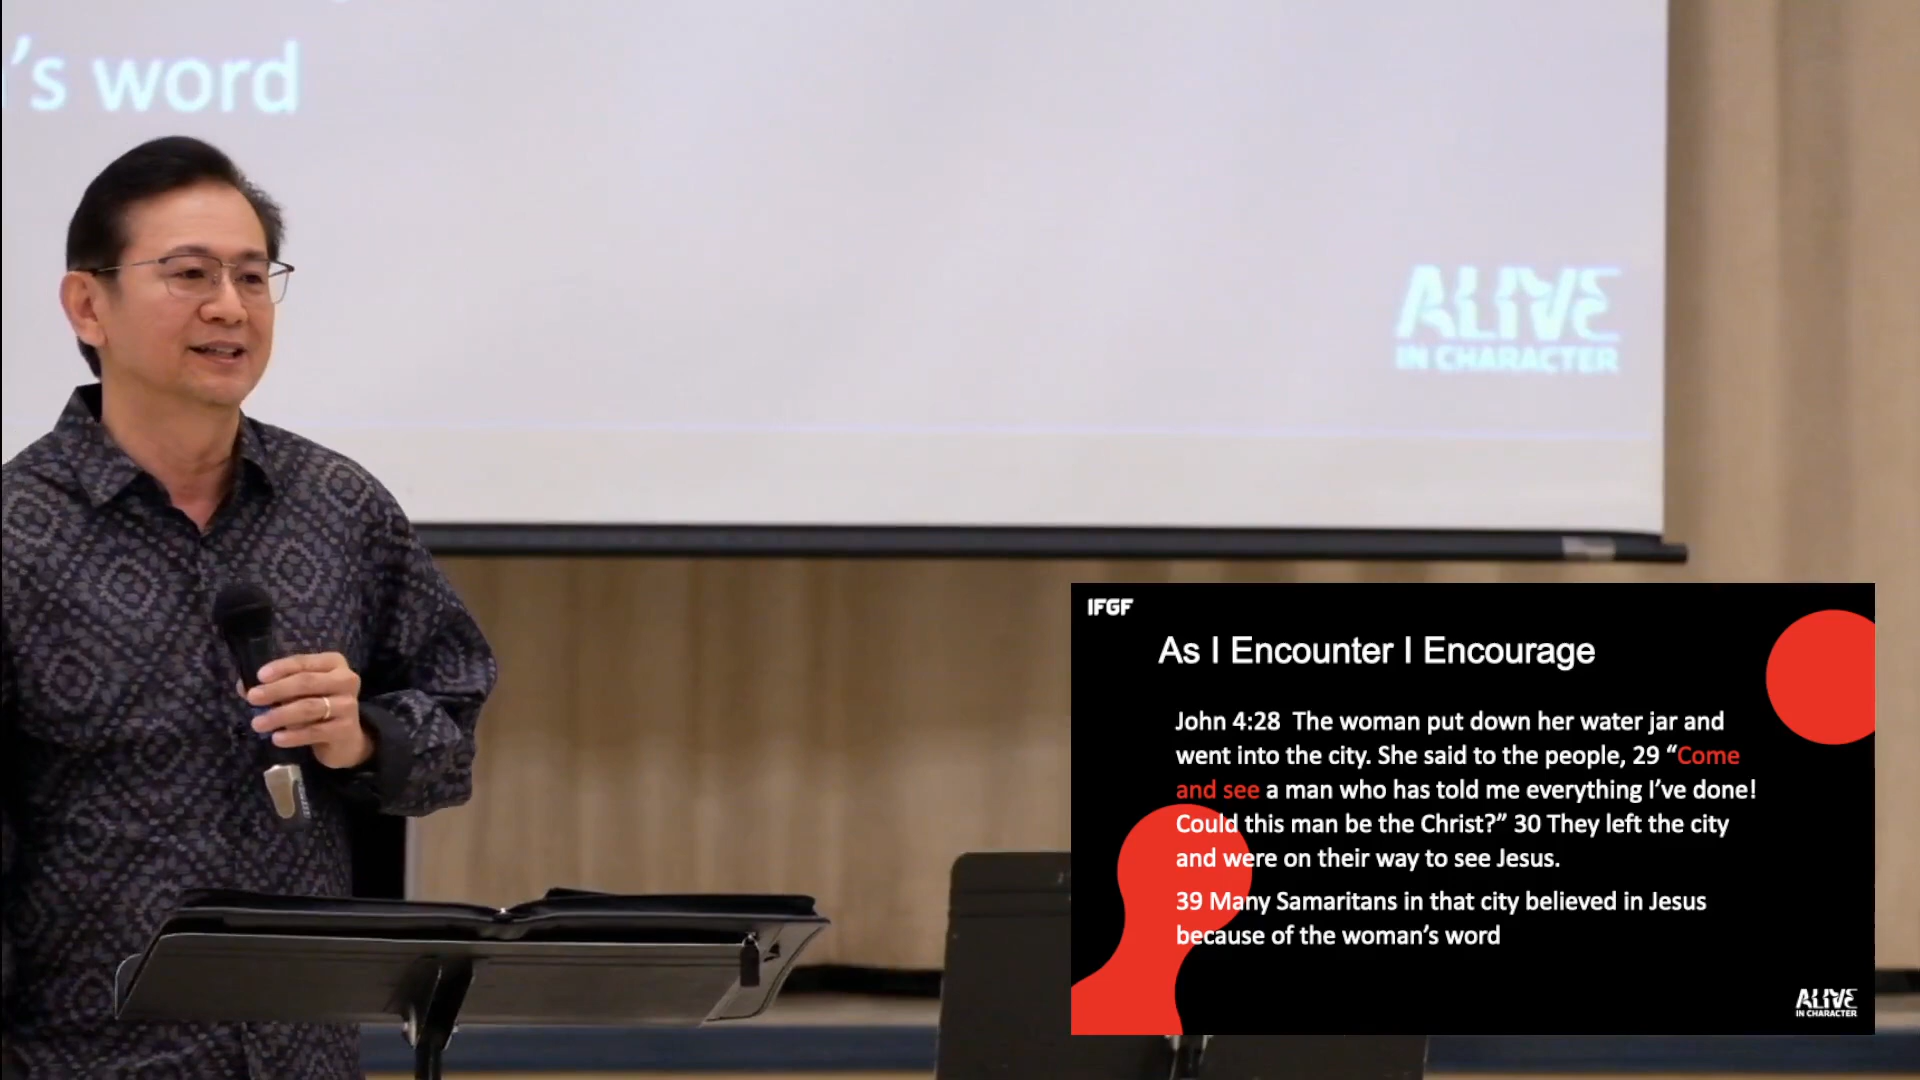 's word
ALIVE
IN CHARACTER
IFGF
As I Encounter I Encourage
John 4:28 The woman put down her water jar and
went into the city. She said to the people, 29 “Come
and see a man who has told me everything I’ve done!
Could this man be the Christ?” 30 They left the city
and were on their way to see Jesus.
39 Many Samaritans in that city believed in Jesus
because of the woman’s word
ALIVE
IN CHARACTER